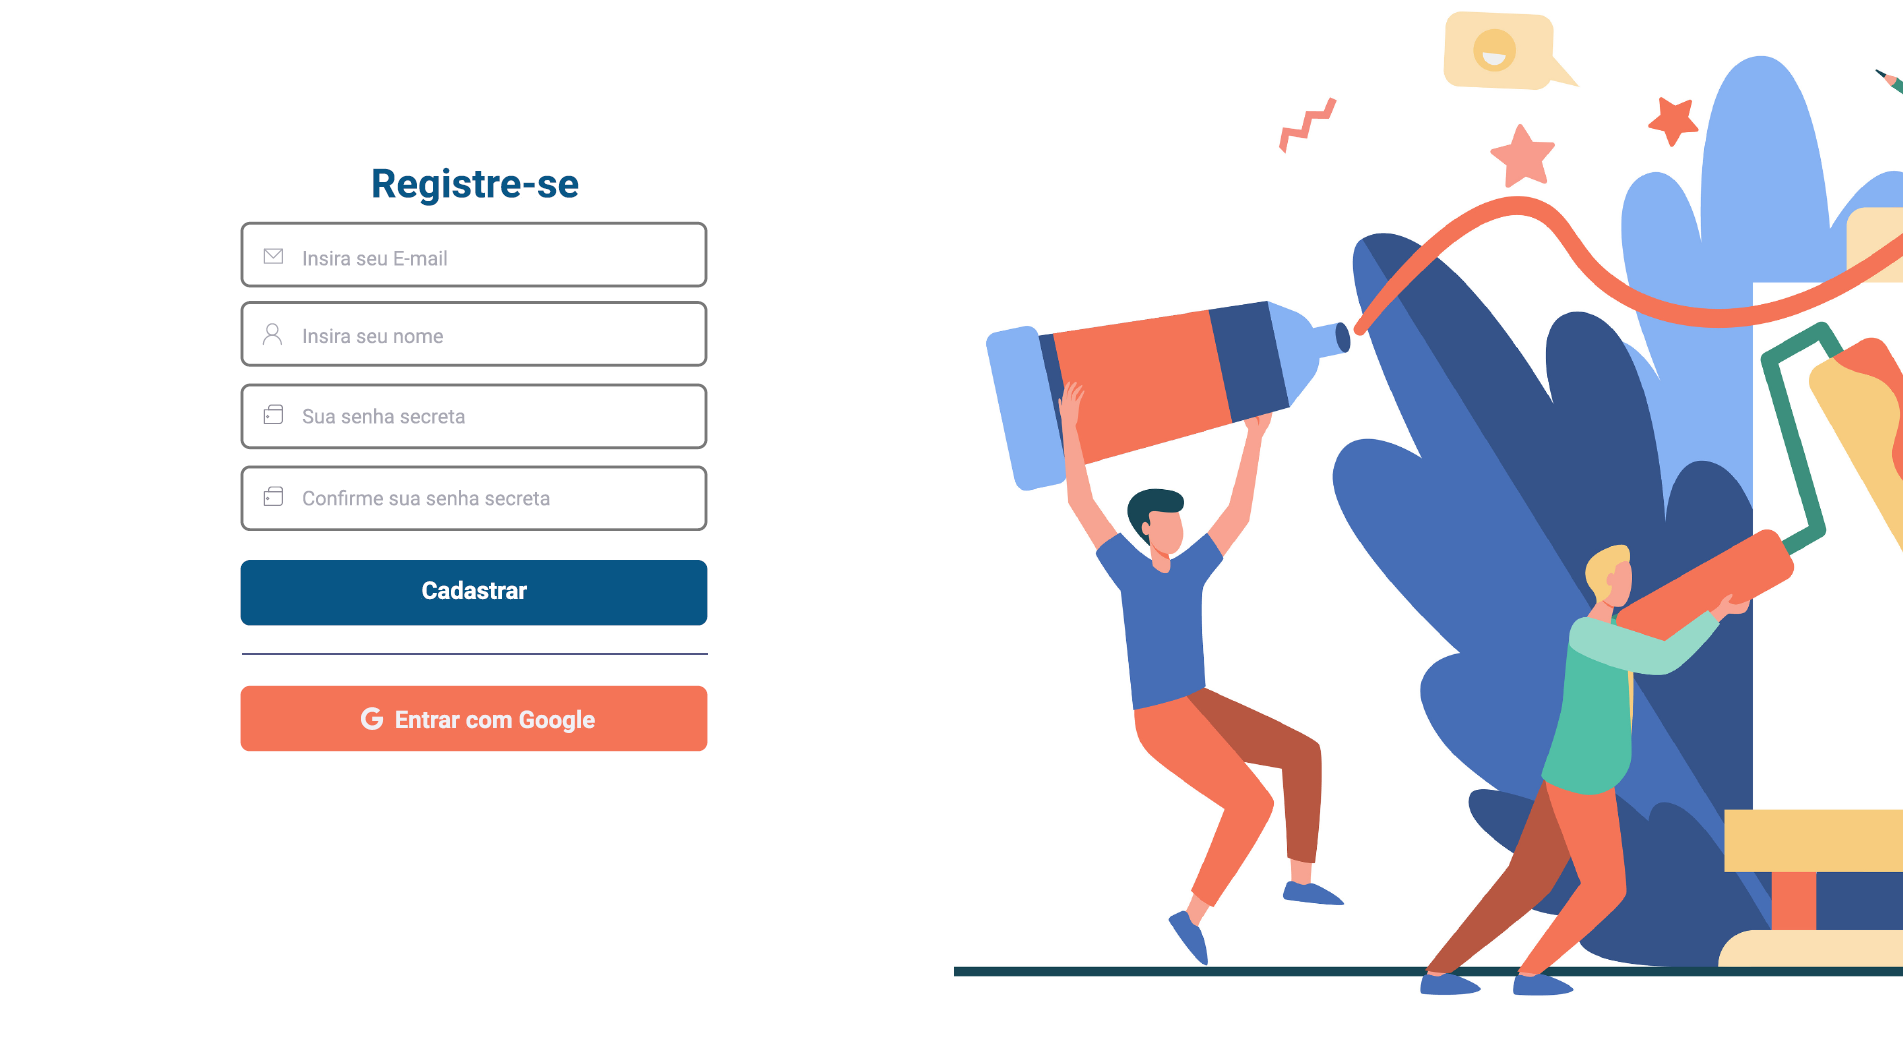 Registre-se
Insira seu E-mail
Insira seu nome
Sua senha secreta
Confirme sua senha secreta
Cadastrar
Entrar com Google